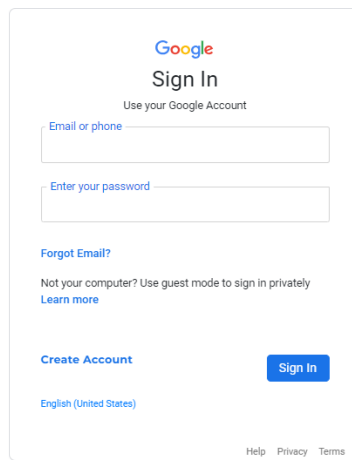 Google
Sign In
Use your Google Account
Email or phone
Enter your password
Forgot Email?
Not your computer? Use guest mode to sign in privately
Learn more
Create Account
Sign In
English (United States)
Help Privacy Terms